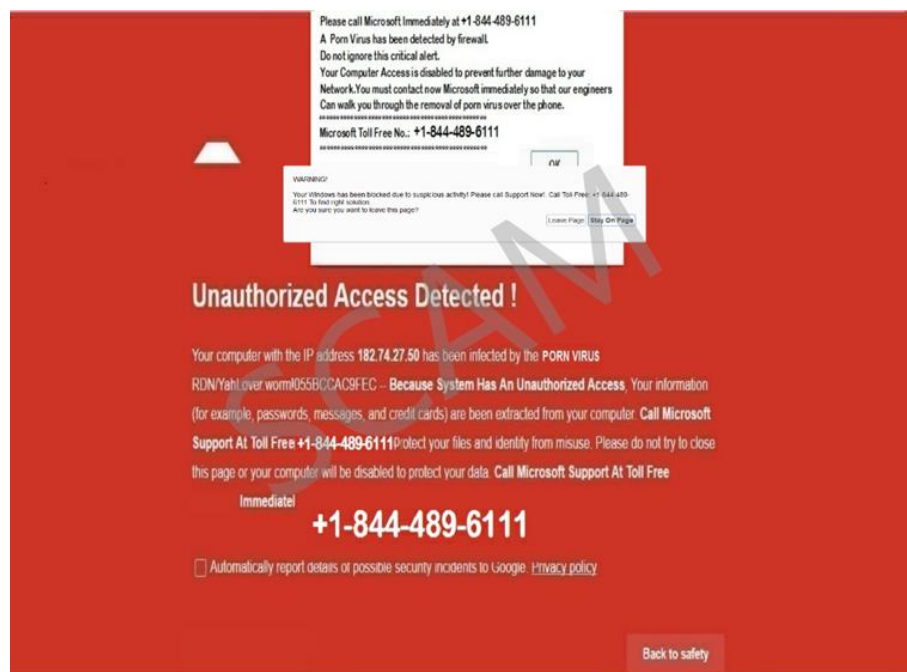 Please call Microsoft Immediately at +1-844-489-6111
A Porn Virus has been detected by firewall.
Do not ignore this critical alert.
Your Computer Access is disabled to prevent further damage to your
Network.You must contact now Microsoft immediately so that our engineers
Can walk you through the removal of porn virus over the phone.
Microsoft Toll Free No.: +1-844-489-6111
OK
WARNING!
Your Windows has been blocked due to suspicious activity! Please call Support Now!. Call Toll Free: +1-844-489-
6111 To find right solution
Are you sure you want to leave this page?
Leave Page Stay On Page
SCAM
Unauthorized Access Detected !
Your computer with the IP address 182.74.27.50 has been infected by the PORN VIRUS
RDN/YahLover worm!055BCCAC9FEC -- Because System Has An Unauthorized Access, Your information
(for example, passwords, messages, and credit cards) are been extracted from your computer. Call Microsoft
Support At Toll Free +1-844-489-6111 Protect your files and identity from misuse. Please do not try to close
this page or your computer will be disabled to protect your data. Call Microsoft Support At Toll Free
Immediatel
+1-844-489-6111
Automatically report details of possible security incidents to Google. Privacy policy
Back to safety